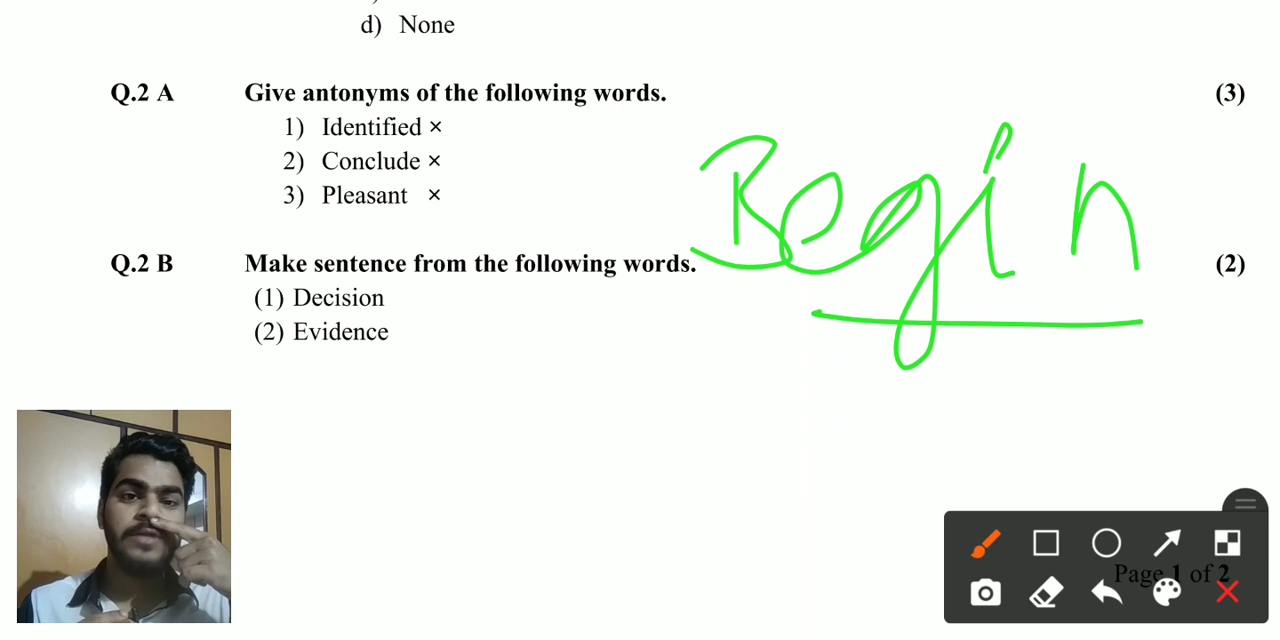 d) None
Q.2 A Give antonyms of the following words. (3)
1) Identified ×
2) Conclude ×
3) Pleasant ×
Begin
Q.2 B Make sentence from the following words. (2)
(1) Decision
(2) Evidence
Page 1 of 2